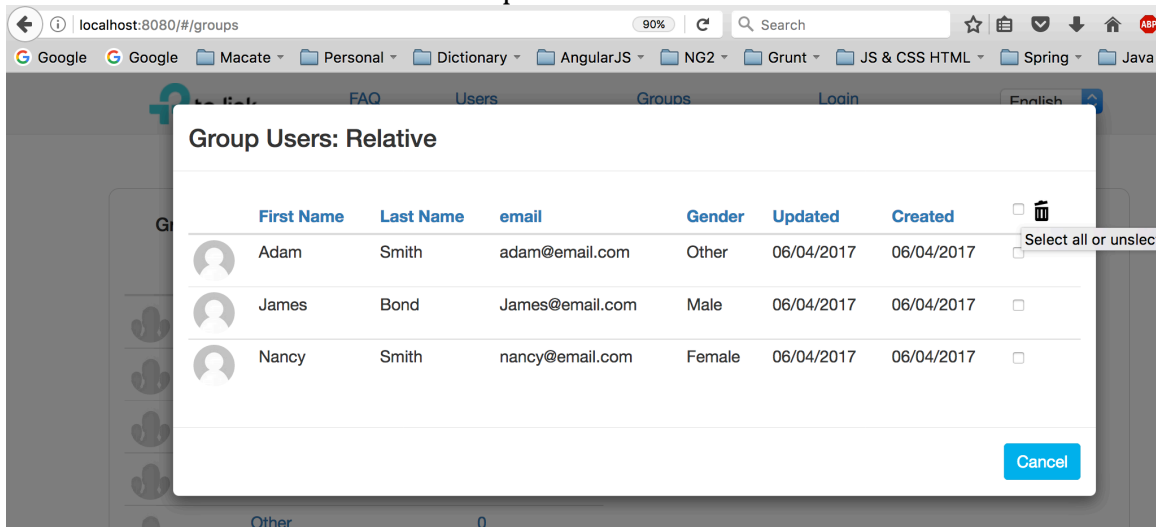 localhost:8080/#/groups 90% Search ABP
Google Google Macate Personal Dictionary AngularJS NG2 Grunt JS & CSS HTML Spring Java
FAQ Users Groups Login English
Group Users: Relative
First Name Last Name email Gender Updated Created
Select all or unslec
Adam Smith adam@email.com Other 06/04/2017 06/04/2017
James Bond James@email.com Male 06/04/2017 06/04/2017
Nancy Smith nancy@email.com Female 06/04/2017 06/04/2017
Cancel
Other 0